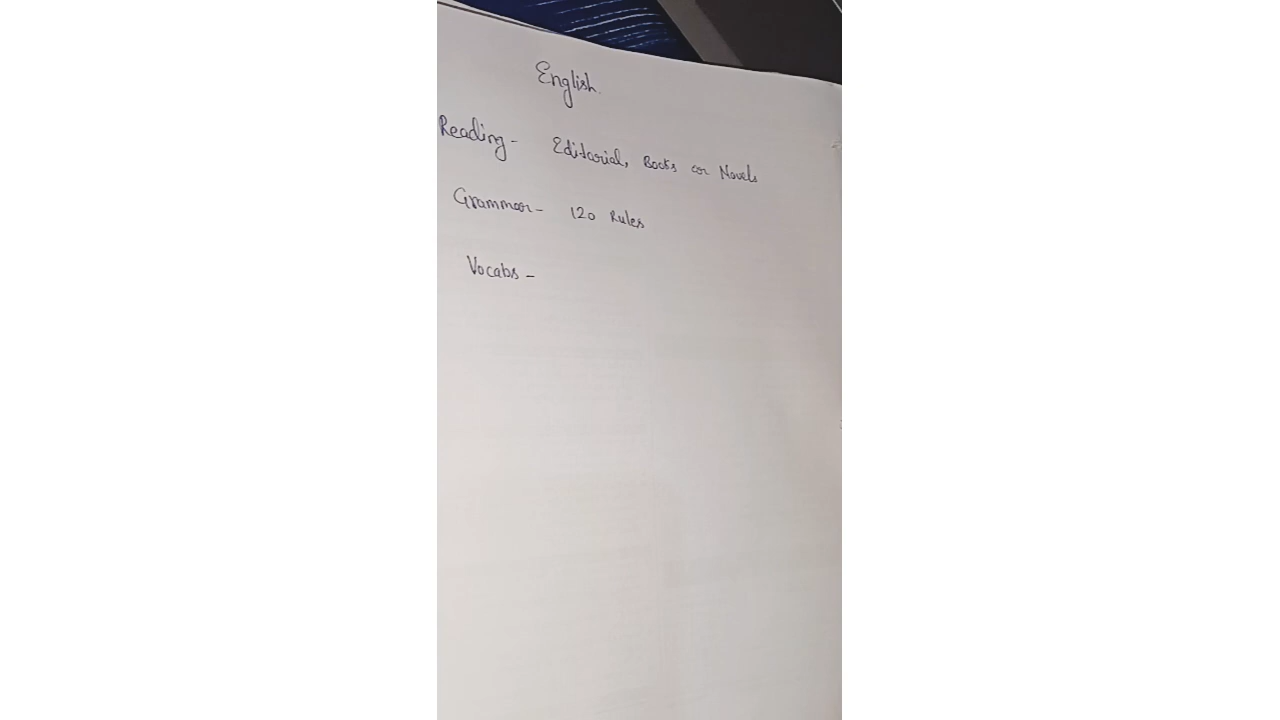 English.
Reading- Editorial, Books or Novels
Grammar- 120 Rules
Vocabs -